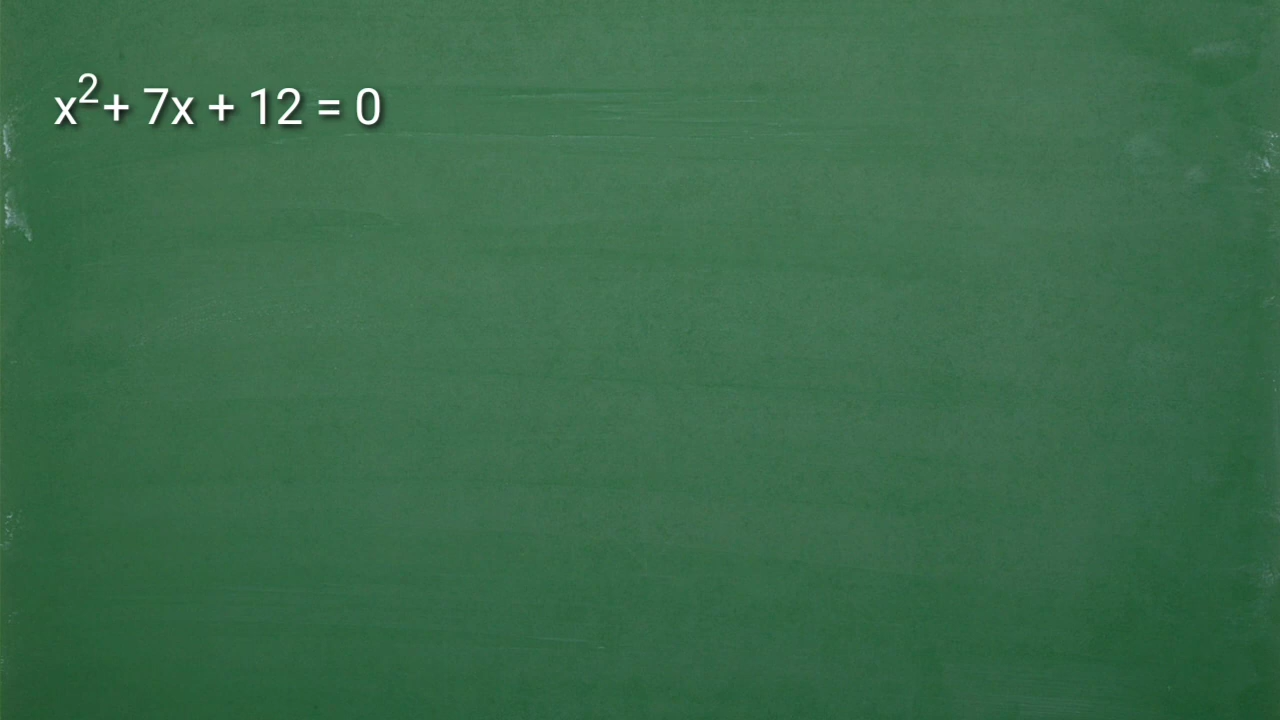 x² + 7x + 12 = 0